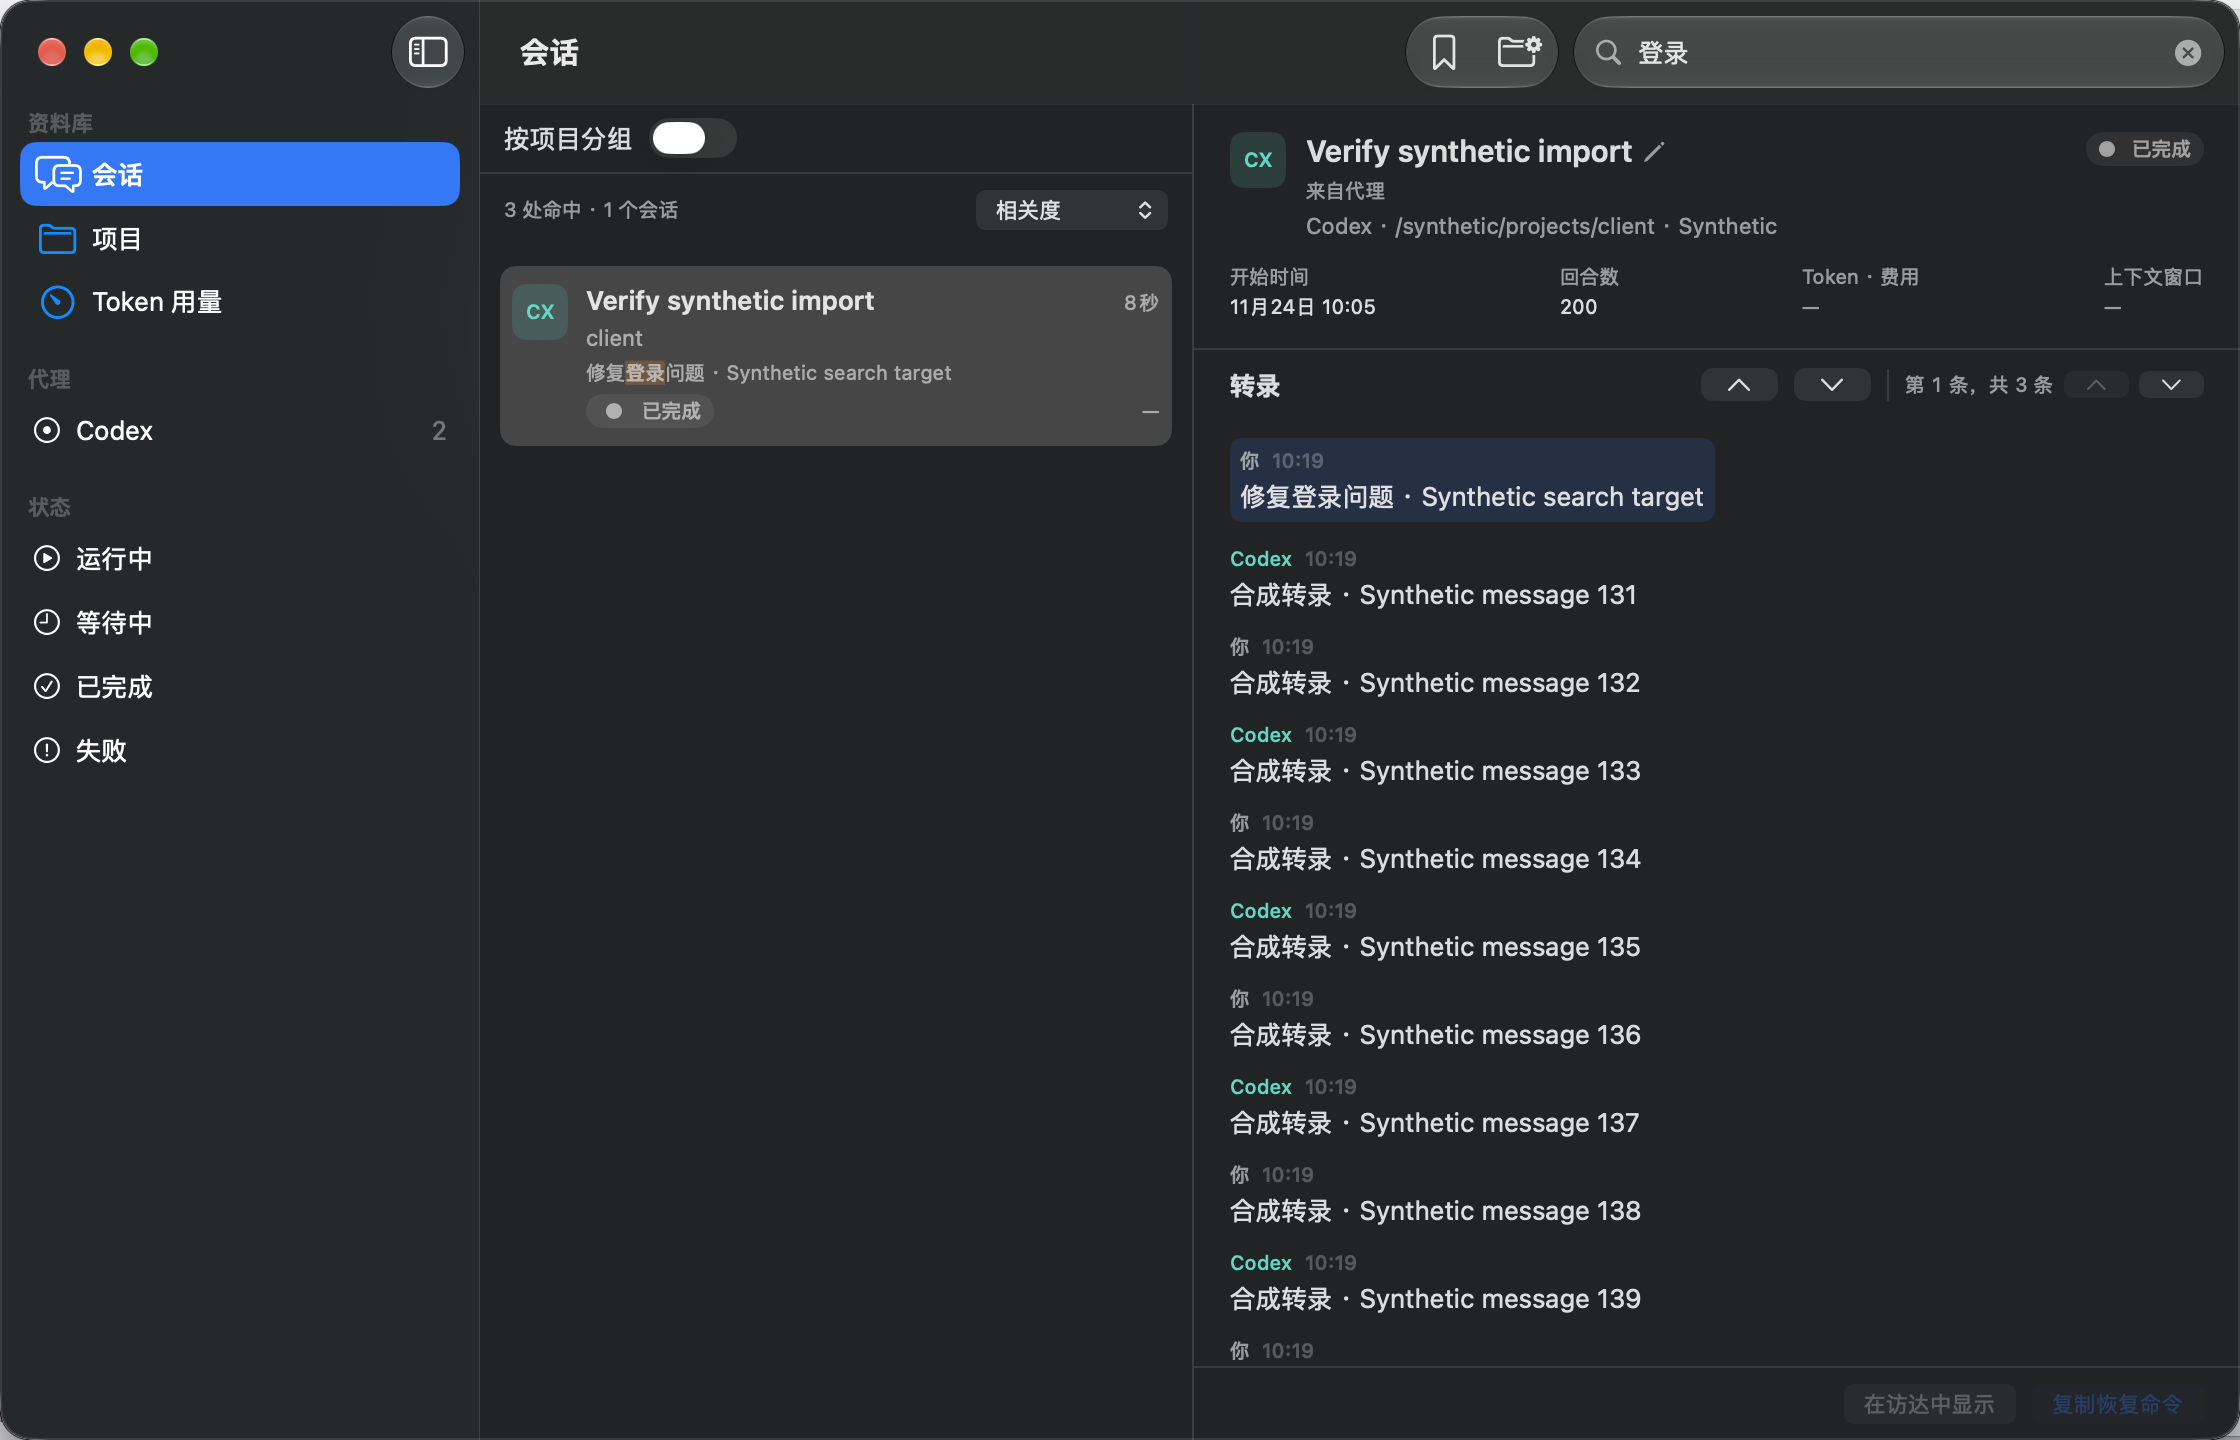 会话
登录
资料库
会话
项目
Token 用量
代理
Codex 2
状态
运行中
等待中
已完成
失败
按项目分组
3 处命中 · 1 个会话
相关度
CX
Verify synthetic import
8秒
client
修复登录问题 · Synthetic search target
已完成
—
CX
Verify synthetic import
已完成
来自代理
Codex · /synthetic/projects/client · Synthetic
开始时间 回合数 Token · 费用 上下文窗口
11月24日 10:05 200 — —
转录
第 1 条，共 3 条
你 10:19
修复登录问题 · Synthetic search target
Codex 10:19
合成转录 · Synthetic message 131
你 10:19
合成转录 · Synthetic message 132
Codex 10:19
合成转录 · Synthetic message 133
你 10:19
合成转录 · Synthetic message 134
Codex 10:19
合成转录 · Synthetic message 135
你 10:19
合成转录 · Synthetic message 136
Codex 10:19
合成转录 · Synthetic message 137
你 10:19
合成转录 · Synthetic message 138
Codex 10:19
合成转录 · Synthetic message 139
你 10:19
在访达中显示
复制恢复命令